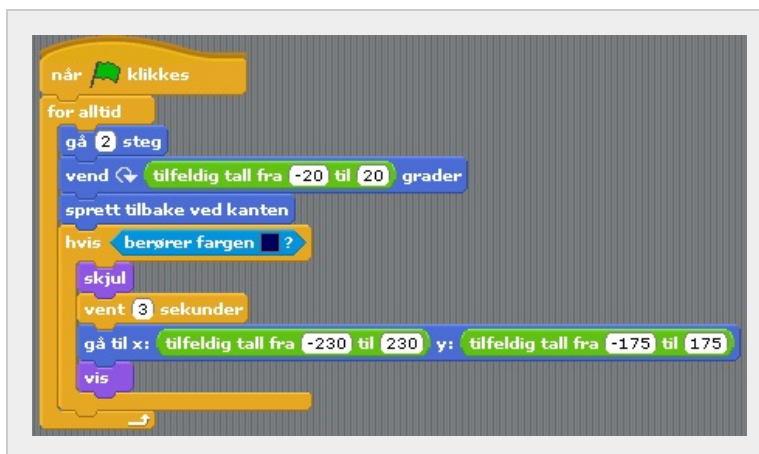 når klikkes
for alltid
gå 2 steg
vend tilfeldig tall fra -20 til 20 grader
sprett tilbake ved kanten
hvis berører fargen ?
skjul
vent 3 sekunder
gå til x: tilfeldig tall fra -230 til 230 y: tilfeldig tall fra -175 til 175
vis